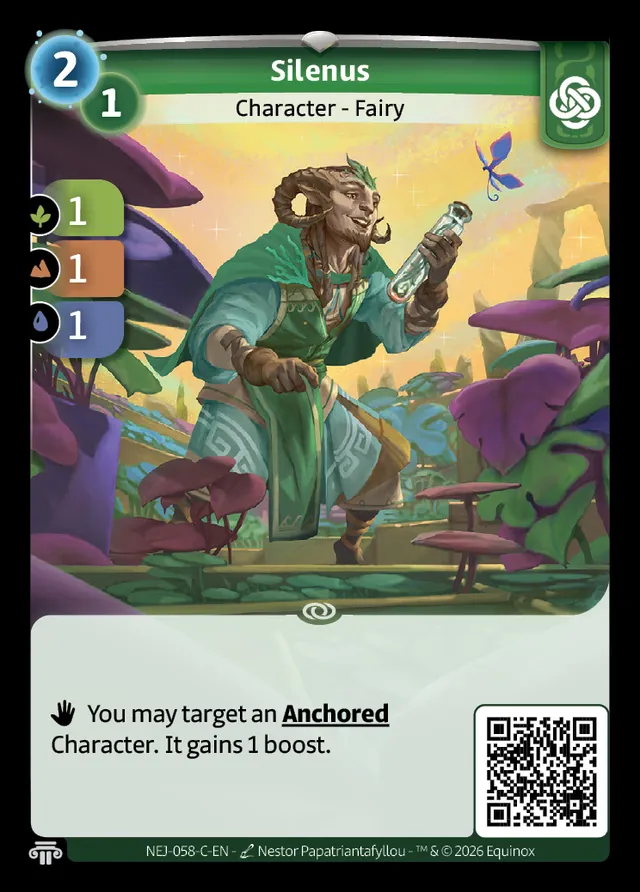 2
Silenus
1
Character - Fairy
1
1
1
You may target an Anchored
Character. It gains 1 boost.
NEJ-058-C-EN - Nestor Papatriantafyllou - ™ & © 2026 Equinox